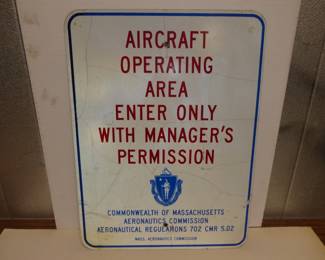 AIRCRAFT
OPERATING
AREA
ENTER ONLY
WITH MANAGER'S
PERMISSION
COMMONWEALTH OF MASSACHUSETTS
AERONAUTICS COMMISSION
AERONAUTICAL REGULATIONS 702 CMR 5.02
MASS. AERONAUTICS COMMISSION